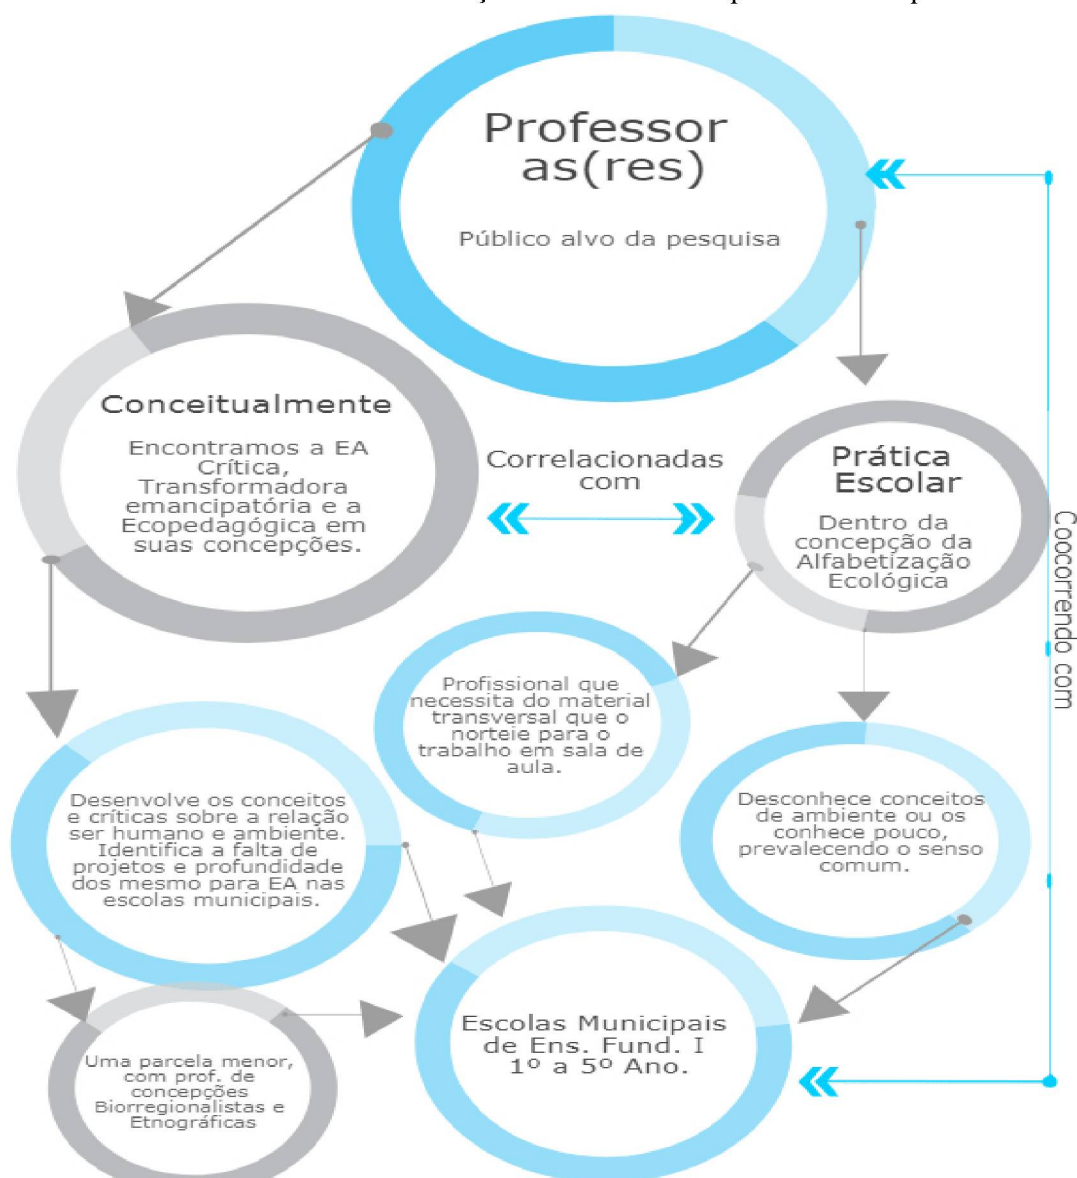 Professor
as(res)
Público alvo da pesquisa
Conceitualmente
Encontramos a EA
Crítica,
Transformadora
emancipatória e a
Ecopedagógica em
suas concepções.
Correlacionadas
com
Prática
Escolar
Dentro da
concepção da
Alfabetização
Ecológica
Coocorrendo com
Profissional que
necessita do material
transversal que o
norteie para o
trabalho em sala de
aula.
Desenvolve os conceitos
e críticas sobre a relação
ser humano e ambiente.
Identifica a falta de
projetos e profundidade
dos mesmo para EA nas
escolas municipais.
Desconhece conceitos
de ambiente ou os
conhece pouco,
prevalecendo o senso
comum.
Escolas Municipais
de Ens. Fund. I
1º a 5º Ano.
Uma parcela menor,
com prof. de
concepções
Biorregionalistas e
Etnográficas